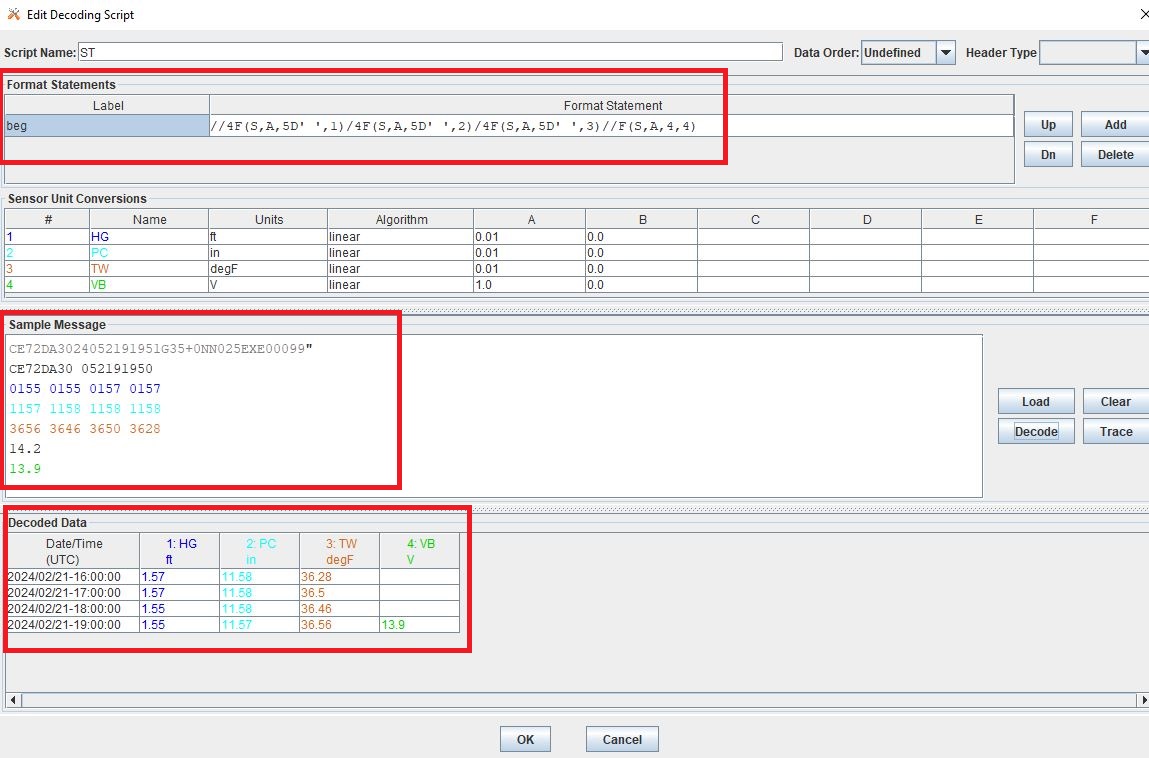 Edit Decoding Script
Script Name: ST Data Order: Undefined Header Type
Format Statements
Label Format Statement
beg //4F(S,A,5D' ',1)/4F(S,A,5D' ',2)/4F(S,A,5D' ',3)//F(S,A,4,4)
Up Add
Dn Delete
Sensor Unit Conversions
# Name Units Algorithm A B C D E F
1 HG ft linear 0.01 0.0
2 PC in linear 0.01 0.0
3 TW degF linear 0.01 0.0
4 VB V linear 1.0 0.0
Sample Message
CE72DA3024052191951G35+0NN025EXE00099"
CE72DA30 052191950
0155 0155 0157 0157
1157 1158 1158 1158
3656 3646 3650 3628
14.2
13.9
Load Clear
Decode Trace
Decoded Data
Date/Time 1: HG 2: PC 3: TW 4: VB
(UTC) ft in degF V
2024/02/21-16:00:00 1.57 11.58 36.28
2024/02/21-17:00:00 1.57 11.58 36.5
2024/02/21-18:00:00 1.55 11.58 36.46
2024/02/21-19:00:00 1.55 11.57 36.56 13.9
OK Cancel